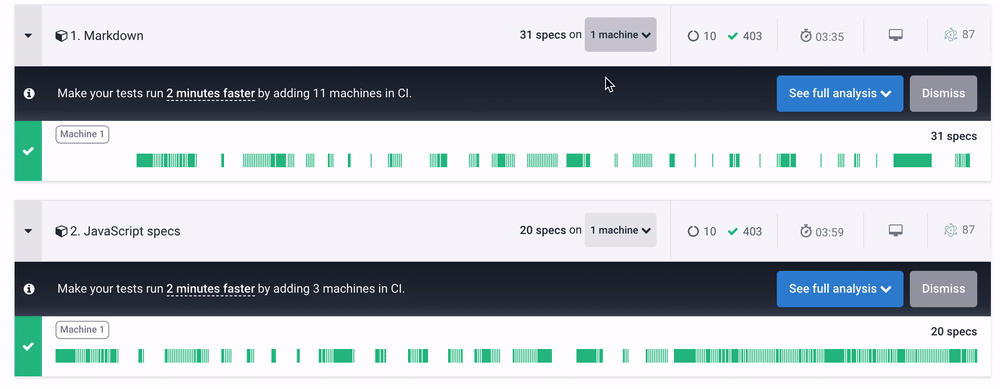 1. Markdown 31 specs on 1 machine 10 403 03:35 87
Make your tests run 2 minutes faster by adding 11 machines in CI. See full analysis Dismiss
Machine 1 31 specs
2. JavaScript specs 20 specs on 1 machine 10 403 03:59 87
Make your tests run 2 minutes faster by adding 3 machines in CI. See full analysis Dismiss
Machine 1 20 specs